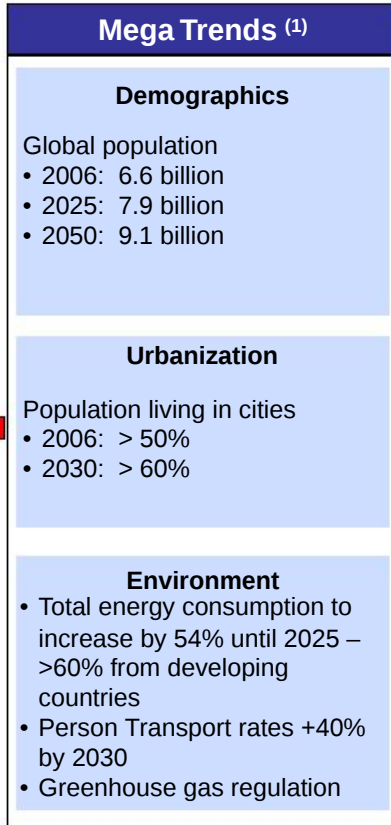 Mega Trends (1)
Demographics
Global population
• 2006: 6.6 billion
• 2025: 7.9 billion
• 2050: 9.1 billion
Urbanization
Population living in cities
• 2006: > 50%
• 2030: > 60%
Environment
• Total energy consumption to
increase by 54% until 2025 –
>60% from developing
countries
• Person Transport rates +40%
by 2030
• Greenhouse gas regulation